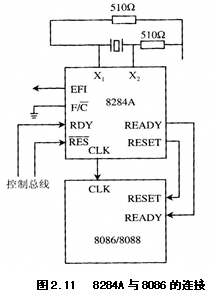 510Ω
510Ω
X₁ X₂
EFI
8284A
F/C̅
RDY READY
R̅E̅S̅ RESET
CLK
控制总线
CLK
RESET
READY
8086/8088
图2.11 8284A与8086的连接